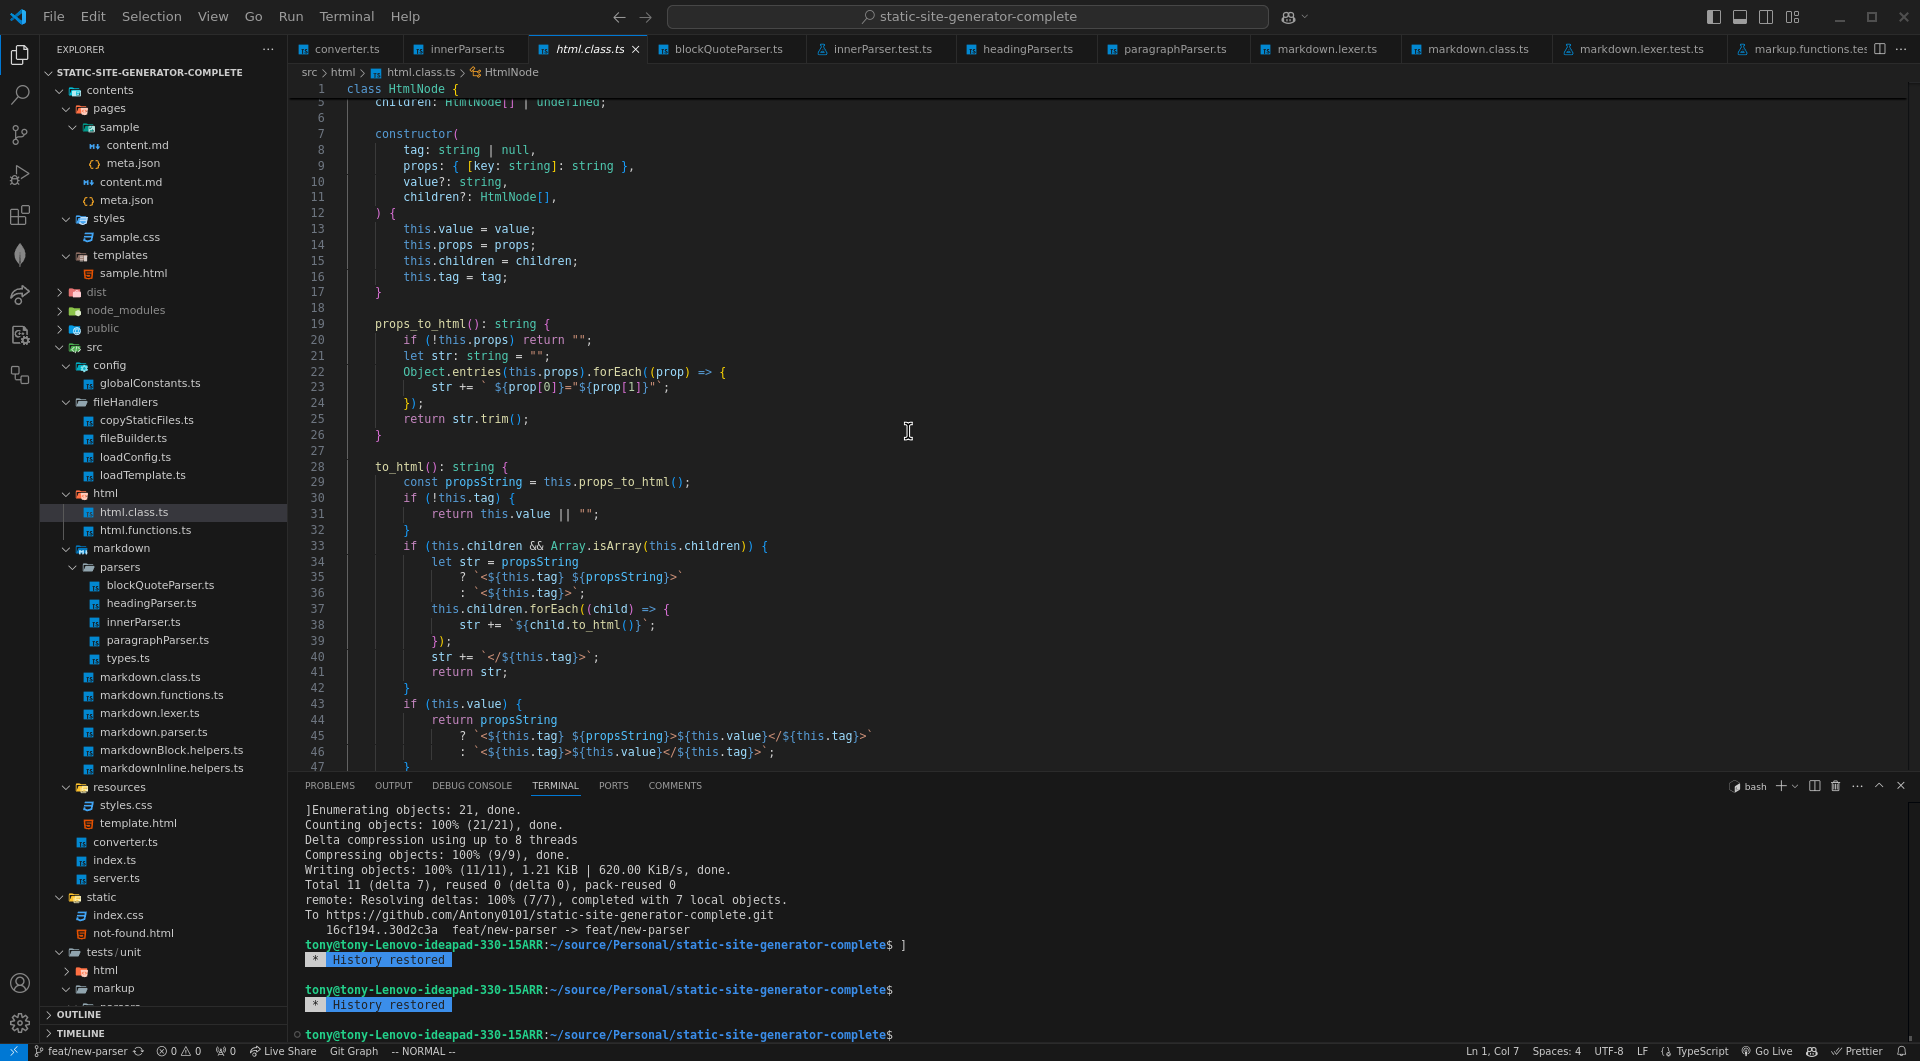 File Edit Selection View Go Run Terminal Help
static-site-generator-complete
EXPLORER
STATIC-SITE-GENERATOR-COMPLETE
contents
pages
sample
content.md
meta.json
content.md
meta.json
styles
sample.css
templates
sample.html
dist
node_modules
public
src
config
globalConstants.ts
fileHandlers
copyStaticFiles.ts
fileBuilder.ts
loadConfig.ts
loadTemplate.ts
html
html.class.ts
html.functions.ts
markdown
parsers
blockQuoteParser.ts
headingParser.ts
innerParser.ts
paragraphParser.ts
types.ts
markdown.class.ts
markdown.functions.ts
markdown.lexer.ts
markdown.parser.ts
markdownBlock.helpers.ts
markdownInline.helpers.ts
resources
styles.css
template.html
converter.ts
index.ts
server.ts
static
index.css
not-found.html
tests/unit
html
markup
OUTLINE
TIMELINE
converter.ts innerParser.ts html.class.ts blockQuoteParser.ts innerParser.test.ts headingParser.ts paragraphParser.ts markdown.lexer.ts markdown.class.ts markdown.lexer.test.ts markup.functions.tes
src > html > html.class.ts > HtmlNode
1 class HtmlNode {
5 children: HtmlNode[] | undefined;
6
7 constructor(
8 tag: string | null,
9 props: { [key: string]: string },
10 value?: string,
11 children?: HtmlNode[],
12 ) {
13 this.value = value;
14 this.props = props;
15 this.children = children;
16 this.tag = tag;
17 }
18
19 props_to_html(): string {
20 if (!this.props) return "";
21 let str: string = "";
22 Object.entries(this.props).forEach((prop) => {
23 str += ` ${prop[0]}="${prop[1]}"`;
24 });
25 return str.trim();
26 }
27
28 to_html(): string {
29 const propsString = this.props_to_html();
30 if (!this.tag) {
31 return this.value || "";
32 }
33 if (this.children && Array.isArray(this.children)) {
34 let str = propsString
35 ? `<${this.tag} ${propsString}>`
36 : `<${this.tag}>`;
37 this.children.forEach((child) => {
38 str += `${child.to_html()}`;
39 });
40 str += `</${this.tag}>`;
41 return str;
42 }
43 if (this.value) {
44 return propsString
45 ? `<${this.tag} ${propsString}>${this.value}</${this.tag}>`
46 : `<${this.tag}>${this.value}</${this.tag}>`;
47 }
PROBLEMS OUTPUT DEBUG CONSOLE TERMINAL PORTS COMMENTS
bash
]Enumerating objects: 21, done.
Counting objects: 100% (21/21), done.
Delta compression using up to 8 threads
Compressing objects: 100% (9/9), done.
Writing objects: 100% (11/11), 1.21 KiB | 620.00 KiB/s, done.
Total 11 (delta 7), reused 0 (delta 0), pack-reused 0
remote: Resolving deltas: 100% (7/7), completed with 7 local objects.
To https://github.com/Antony0101/static-site-generator-complete.git
16cf194..30d2c3a feat/new-parser -> feat/new-parser
tony@tony-Lenovo-ideapad-330-15ARR:~/source/Personal/static-site-generator-complete$ ]
* History restored
tony@tony-Lenovo-ideapad-330-15ARR:~/source/Personal/static-site-generator-complete$
* History restored
tony@tony-Lenovo-ideapad-330-15ARR:~/source/Personal/static-site-generator-complete$
feat/new-parser 0 0 0 Live Share Git Graph -- NORMAL -- Ln 1, Col 7 Spaces: 4 UTF-8 LF {} TypeScript Go Live Prettier